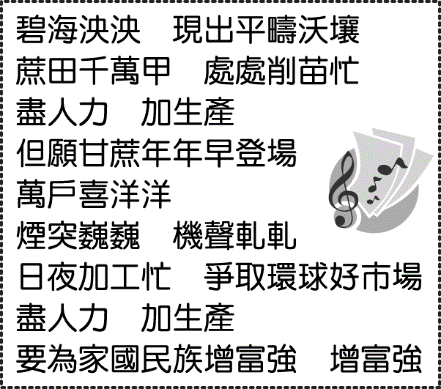 碧海泱泱　現出平疇沃壤
蔗田千萬甲　處處削苗忙
盡人力　加生產
但願甘蔗年年早登場
萬戶喜洋洋
煙突巍巍　機聲軋軋
日夜加工忙　爭取環球好市場
盡人力　加生產
要為家國民族增富強　增富強